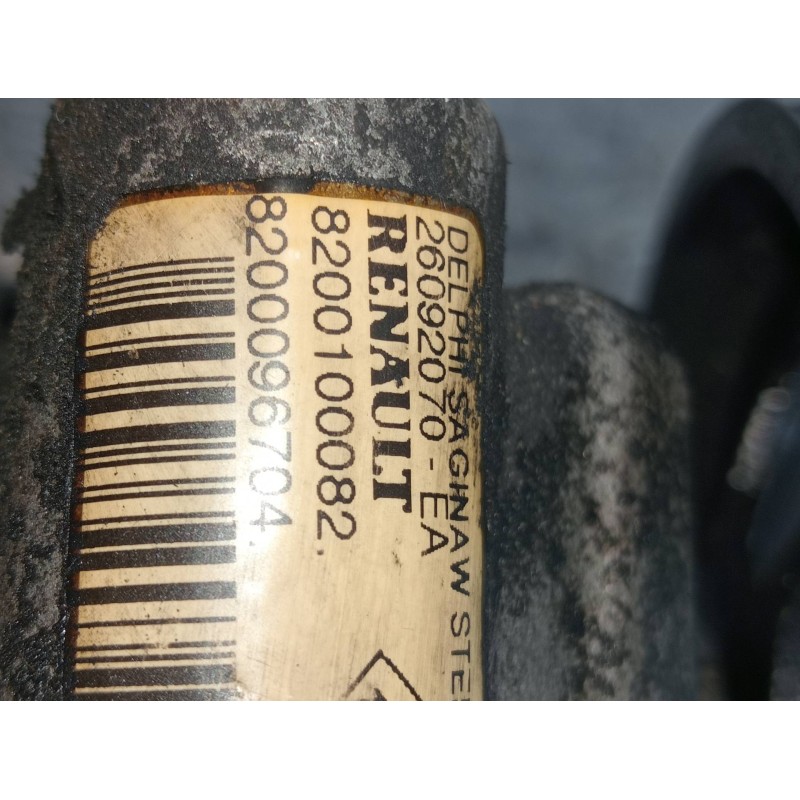 DELPHI SAGINAW STE
26092070-EA
RENAULT
8200100082.
8200096704.